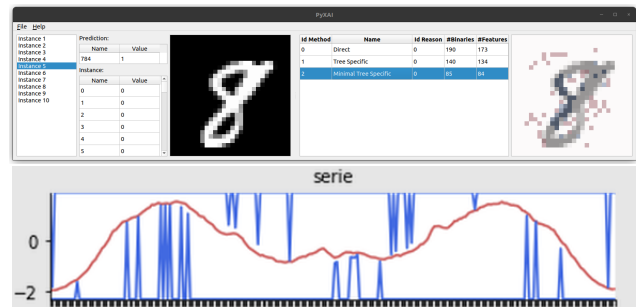 PyXAI
File Help
Instance 1
Instance 2
Instance 3
Instance 4
Instance 5
Instance 6
Instance 7
Instance 8
Instance 9
Instance 10
Prediction:
Name Value
784 1
Instance:
Name Value
0 0
1 0
2 0
3 0
4 0
5 0
Id Method Name Id Reason #Binaries #Features
0 Direct 0 190 173
1 Tree Specific 0 140 134
2 Minimal Tree Specific 0 85 84
serie
0
−2